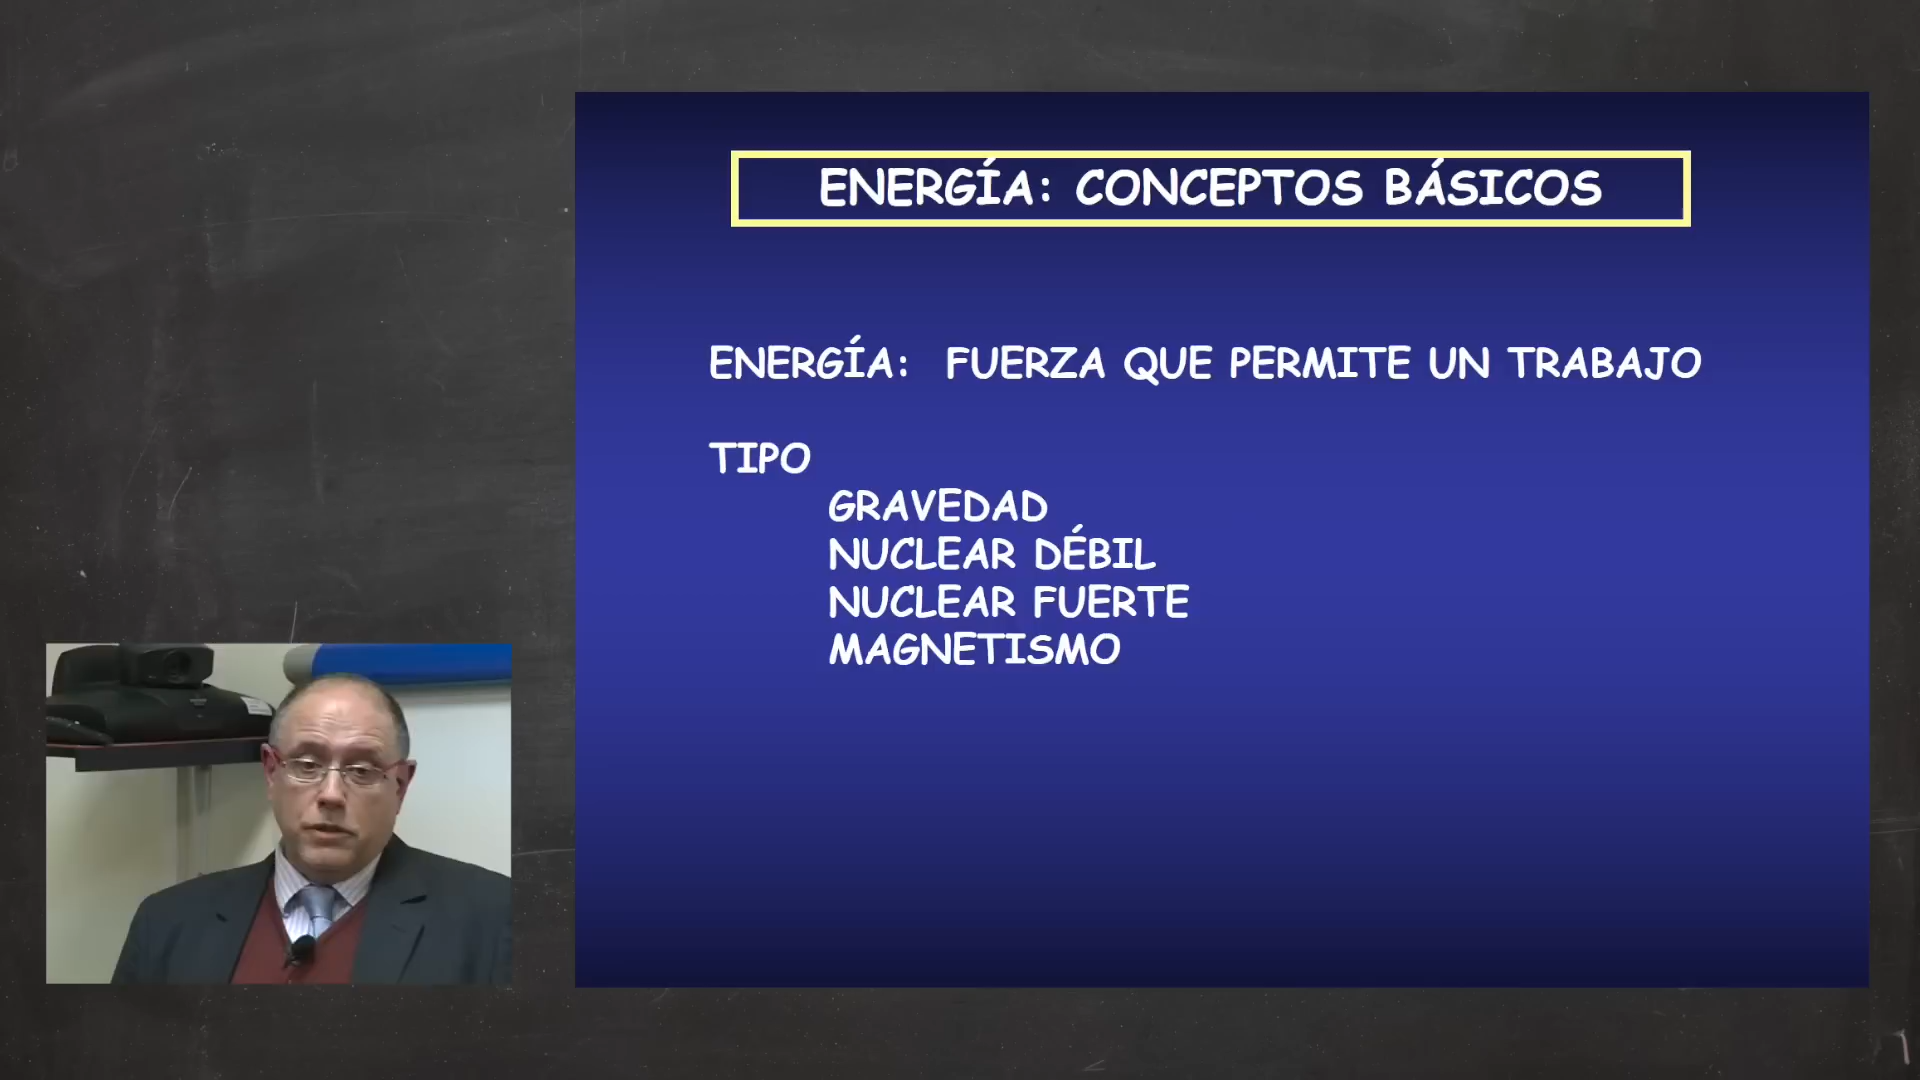 ENERGÍA: CONCEPTOS BÁSICOS
ENERGÍA: FUERZA QUE PERMITE UN TRABAJO
TIPO
GRAVEDAD
NUCLEAR DÉBIL
NUCLEAR FUERTE
MAGNETISMO